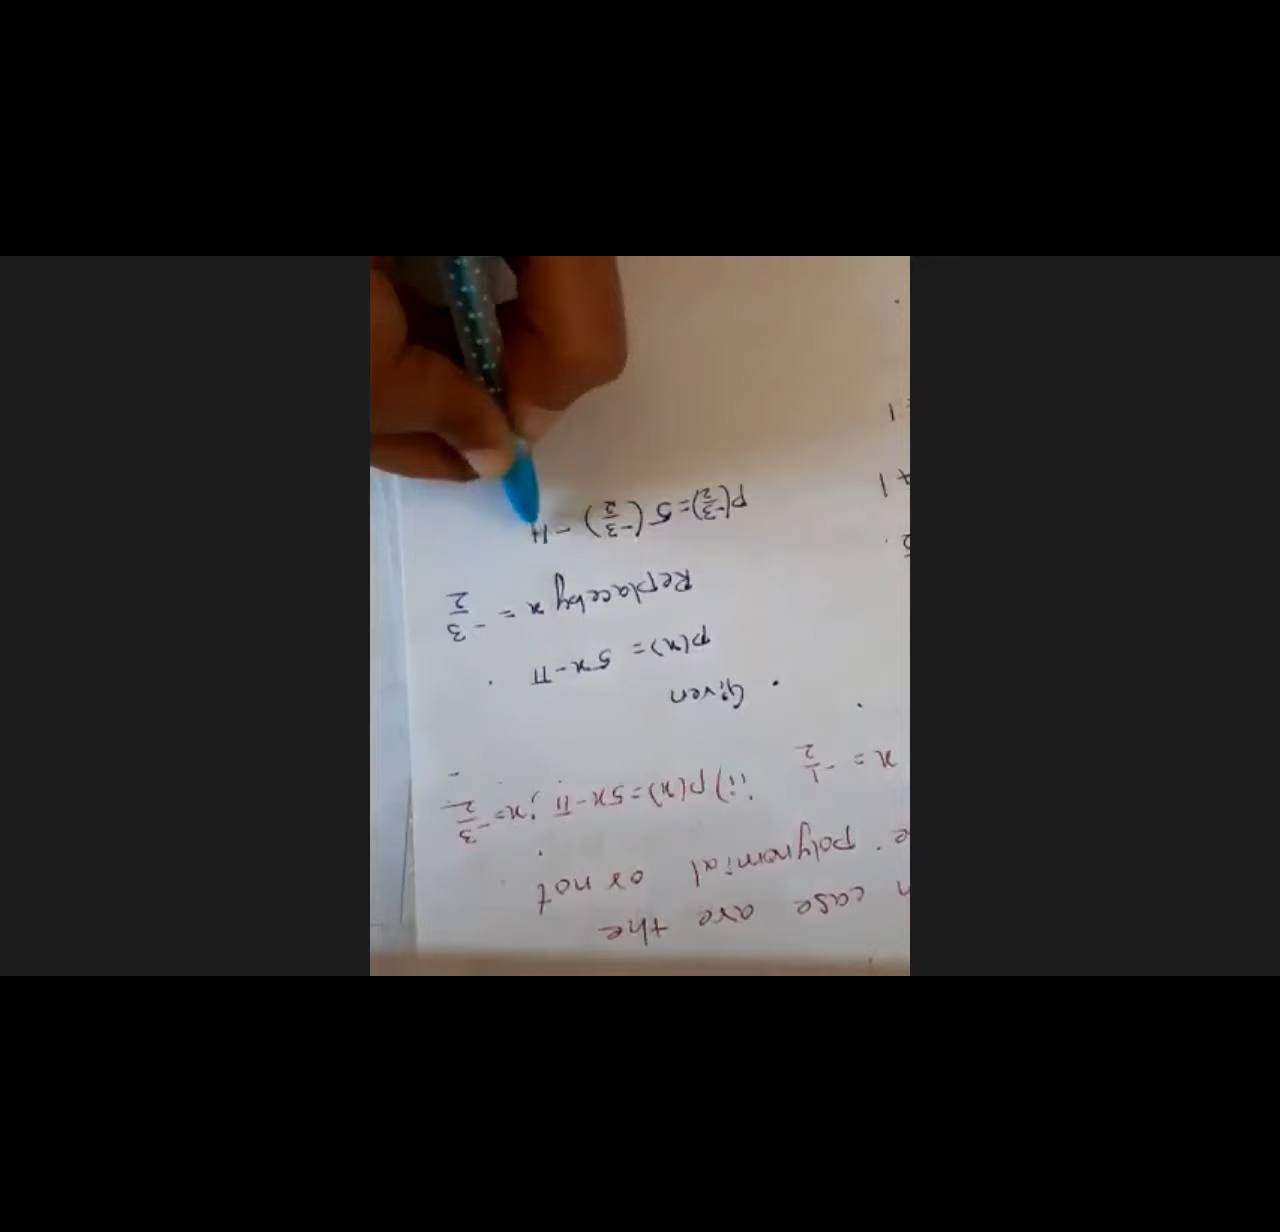 case are the
polynomial or not
x = -1/2 ii) p(x)=5x-π ; x=-3/2
Given
p(x)= 5x-π
Replace by x = -3/2
p(-3/2)=5(-3/2) -π